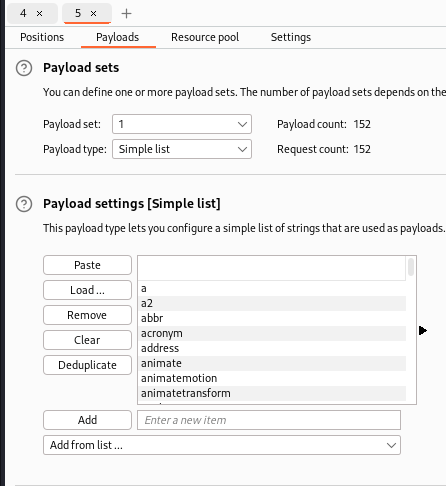 4 × 5 × +
Positions Payloads Resource pool Settings
? Payload sets
You can define one or more payload sets. The number of payload sets depends on the
Payload set: 1 Payload count: 152
Payload type: Simple list Request count: 152
? Payload settings [Simple list]
This payload type lets you configure a simple list of strings that are used as payloads.
Paste
Load ...
Remove
Clear
Deduplicate
a
a2
abbr
acronym
address
animate
animatemotion
animatetransform
Add Enter a new item
Add from list ...